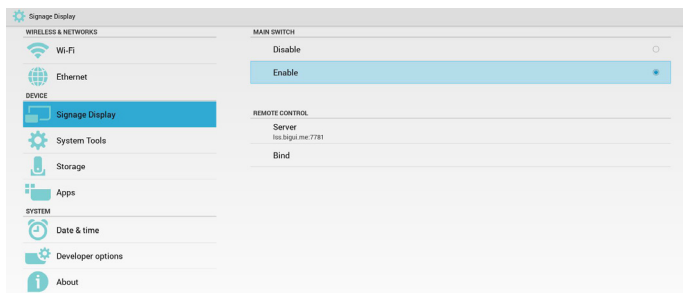 Signage Display
WIRELESS & NETWORKS
Wi-Fi
Ethernet
DEVICE
Signage Display
System Tools
Storage
Apps
SYSTEM
Date & time
Developer options
About
MAIN SWITCH
Disable
Enable
REMOTE CONTROL
Server
lss.bigui.me:7781
Bind